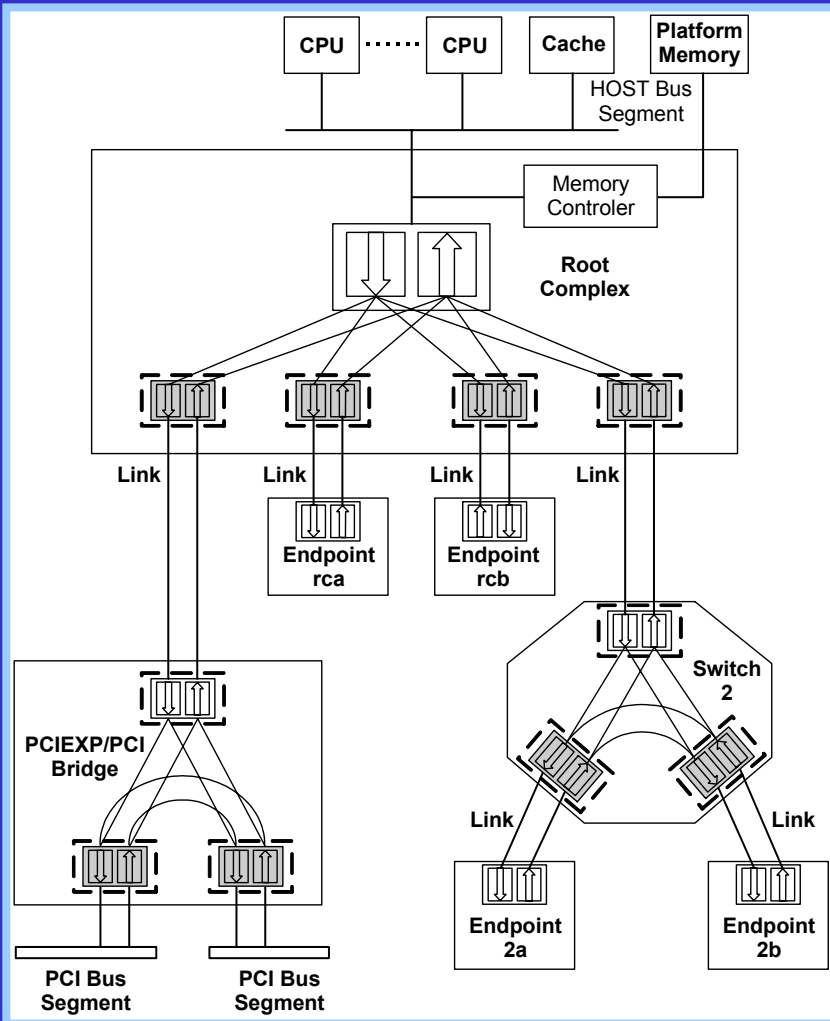 CPU
CPU
Cache
Platform
Memory
HOST Bus
Segment
Memory
Controler
Root
Complex
Link
Link
Link
Link
Endpoint
rca
Endpoint
rcb
Switch
2
PCIEXP/PCI
Bridge
Link
Link
Endpoint
2a
Endpoint
2b
PCI Bus
Segment
PCI Bus
Segment